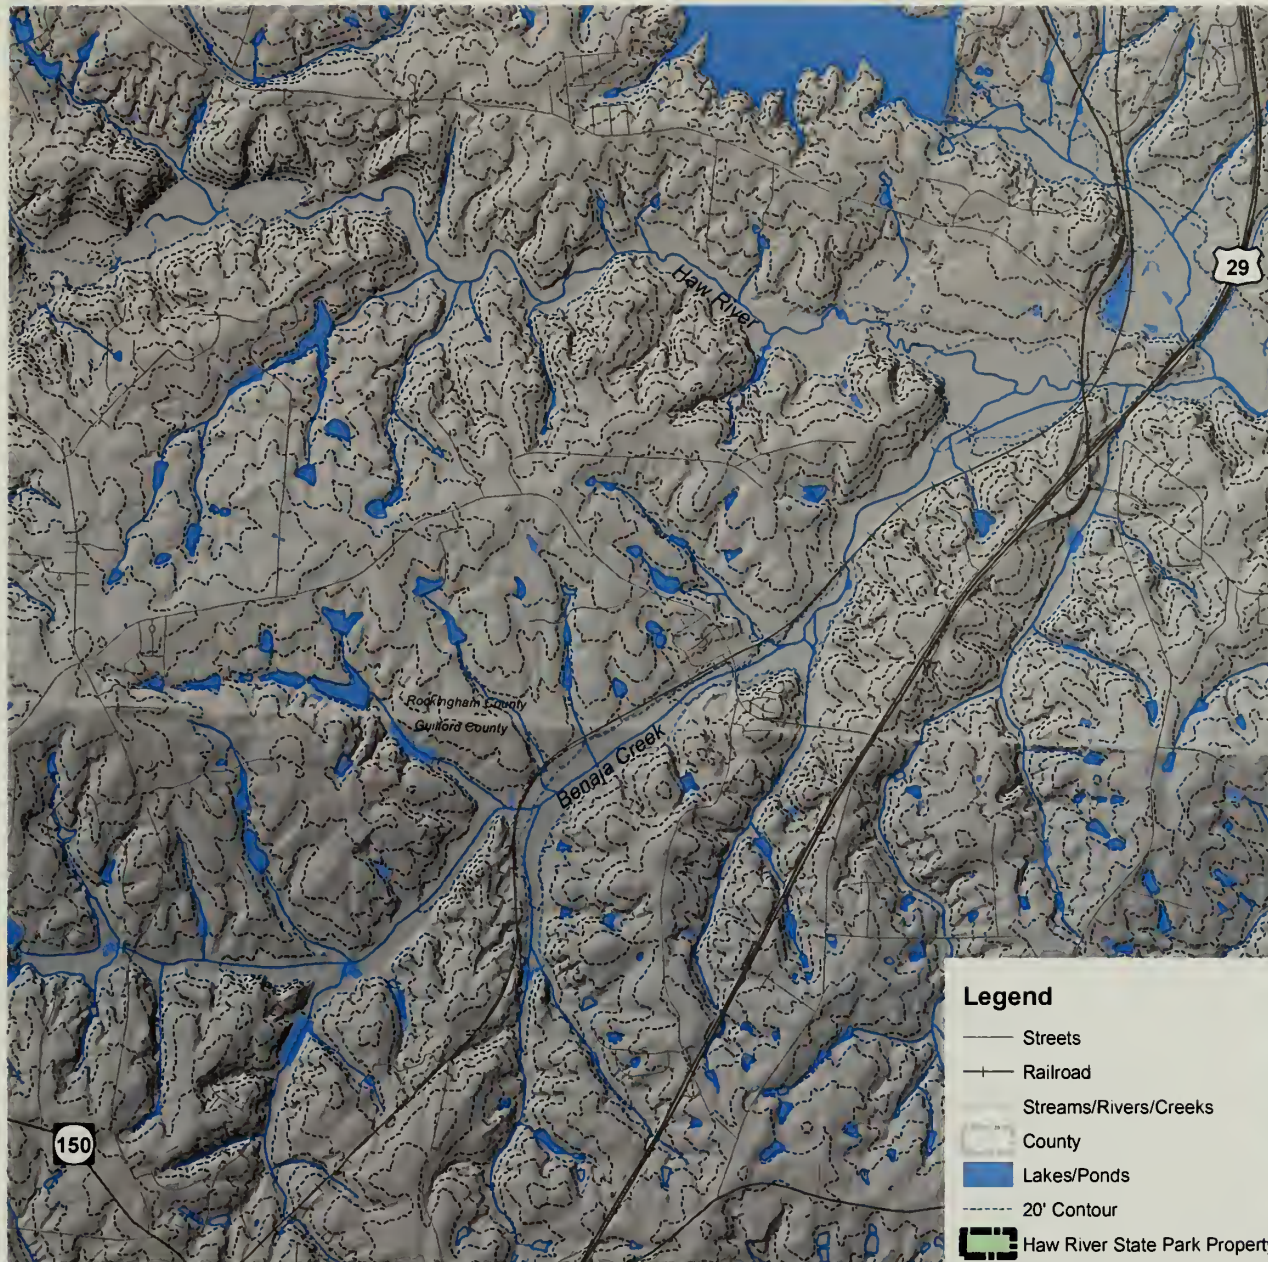 Haw River
29
Rockingham County
Guilford County
Benaja Creek
150
Legend
Streets
Railroad
Streams/Rivers/Creeks
County
Lakes/Ponds
20' Contour
Haw River State Park Property